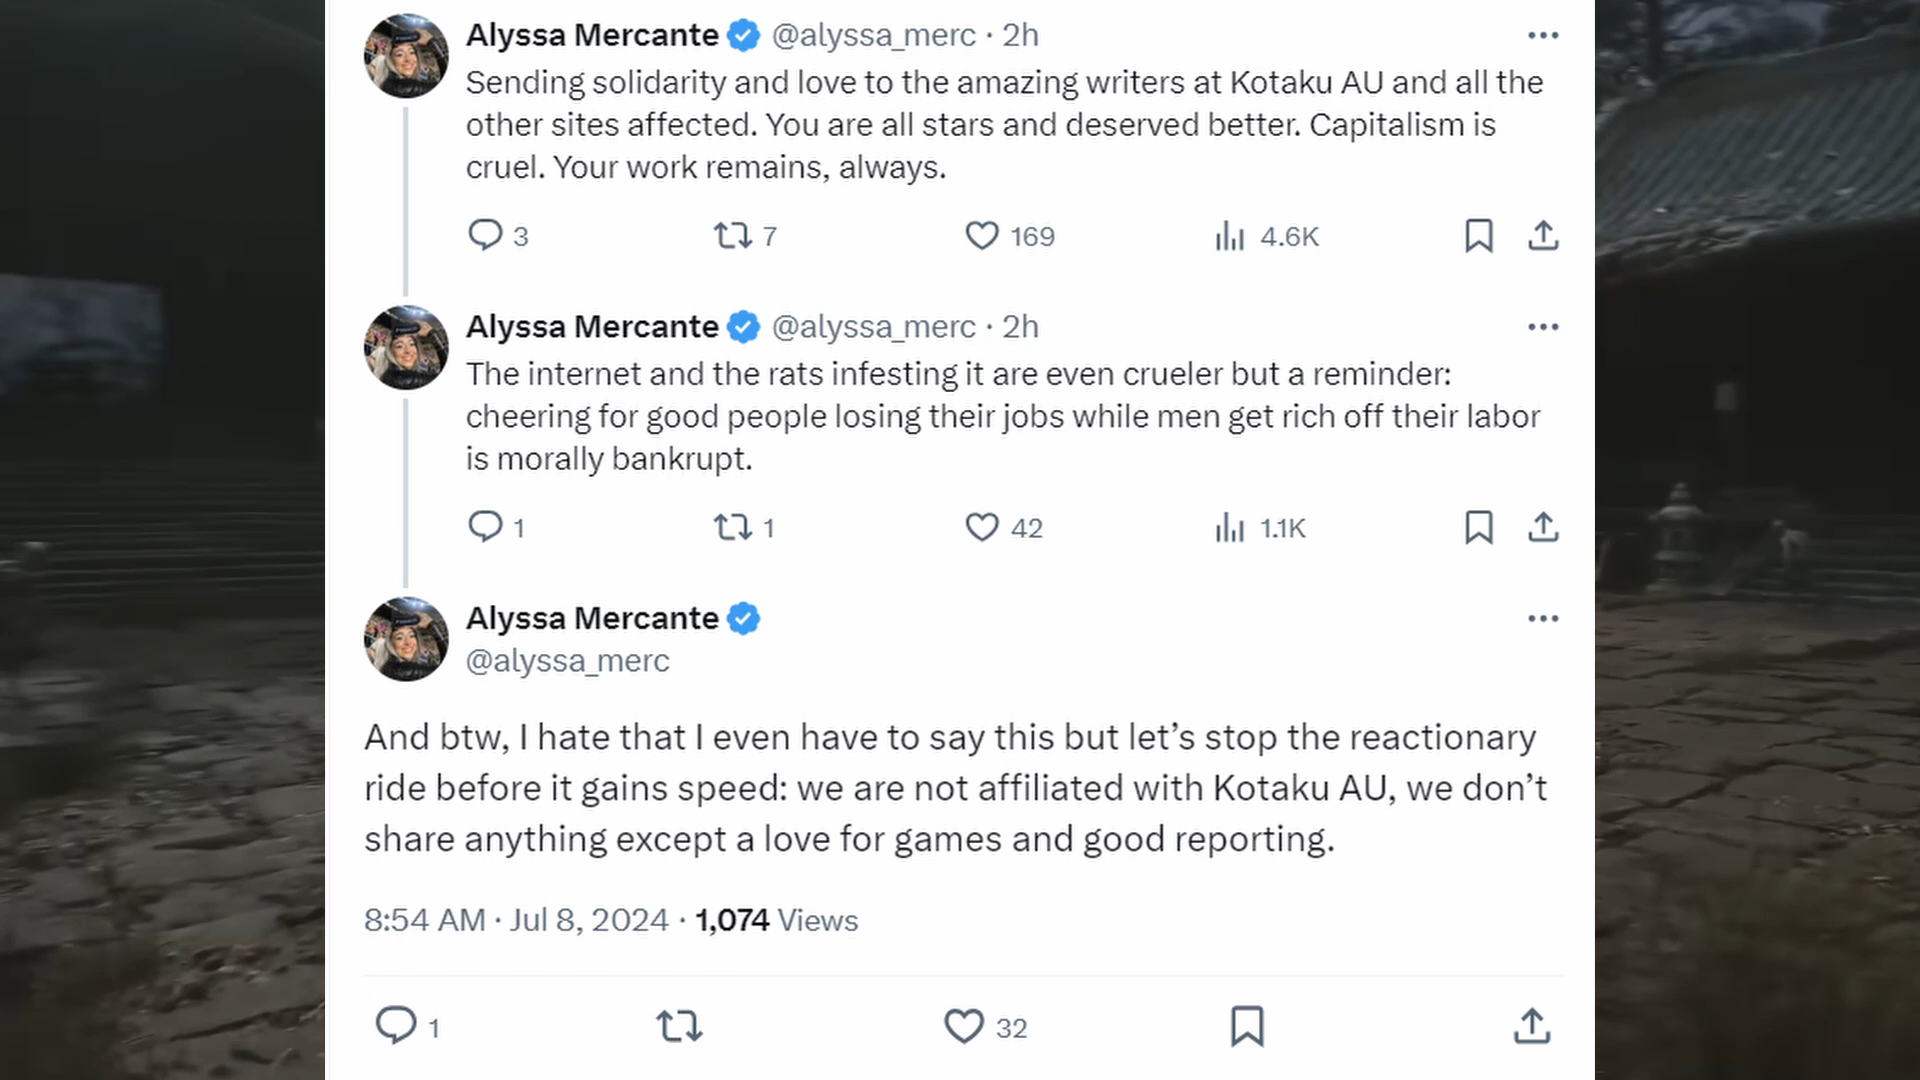 Alyssa Mercante @alyssa_merc · 2h
Sending solidarity and love to the amazing writers at Kotaku AU and all the
other sites affected. You are all stars and deserved better. Capitalism is
cruel. Your work remains, always.
3 7 169 4.6K
Alyssa Mercante @alyssa_merc · 2h
The internet and the rats infesting it are even crueler but a reminder:
cheering for good people losing their jobs while men get rich off their labor
is morally bankrupt.
1 1 42 1.1K
Alyssa Mercante
@alyssa_merc
And btw, I hate that I even have to say this but let’s stop the reactionary
ride before it gains speed: we are not affiliated with Kotaku AU, we don’t
share anything except a love for games and good reporting.
8:54 AM · Jul 8, 2024 · 1,074 Views
1 32